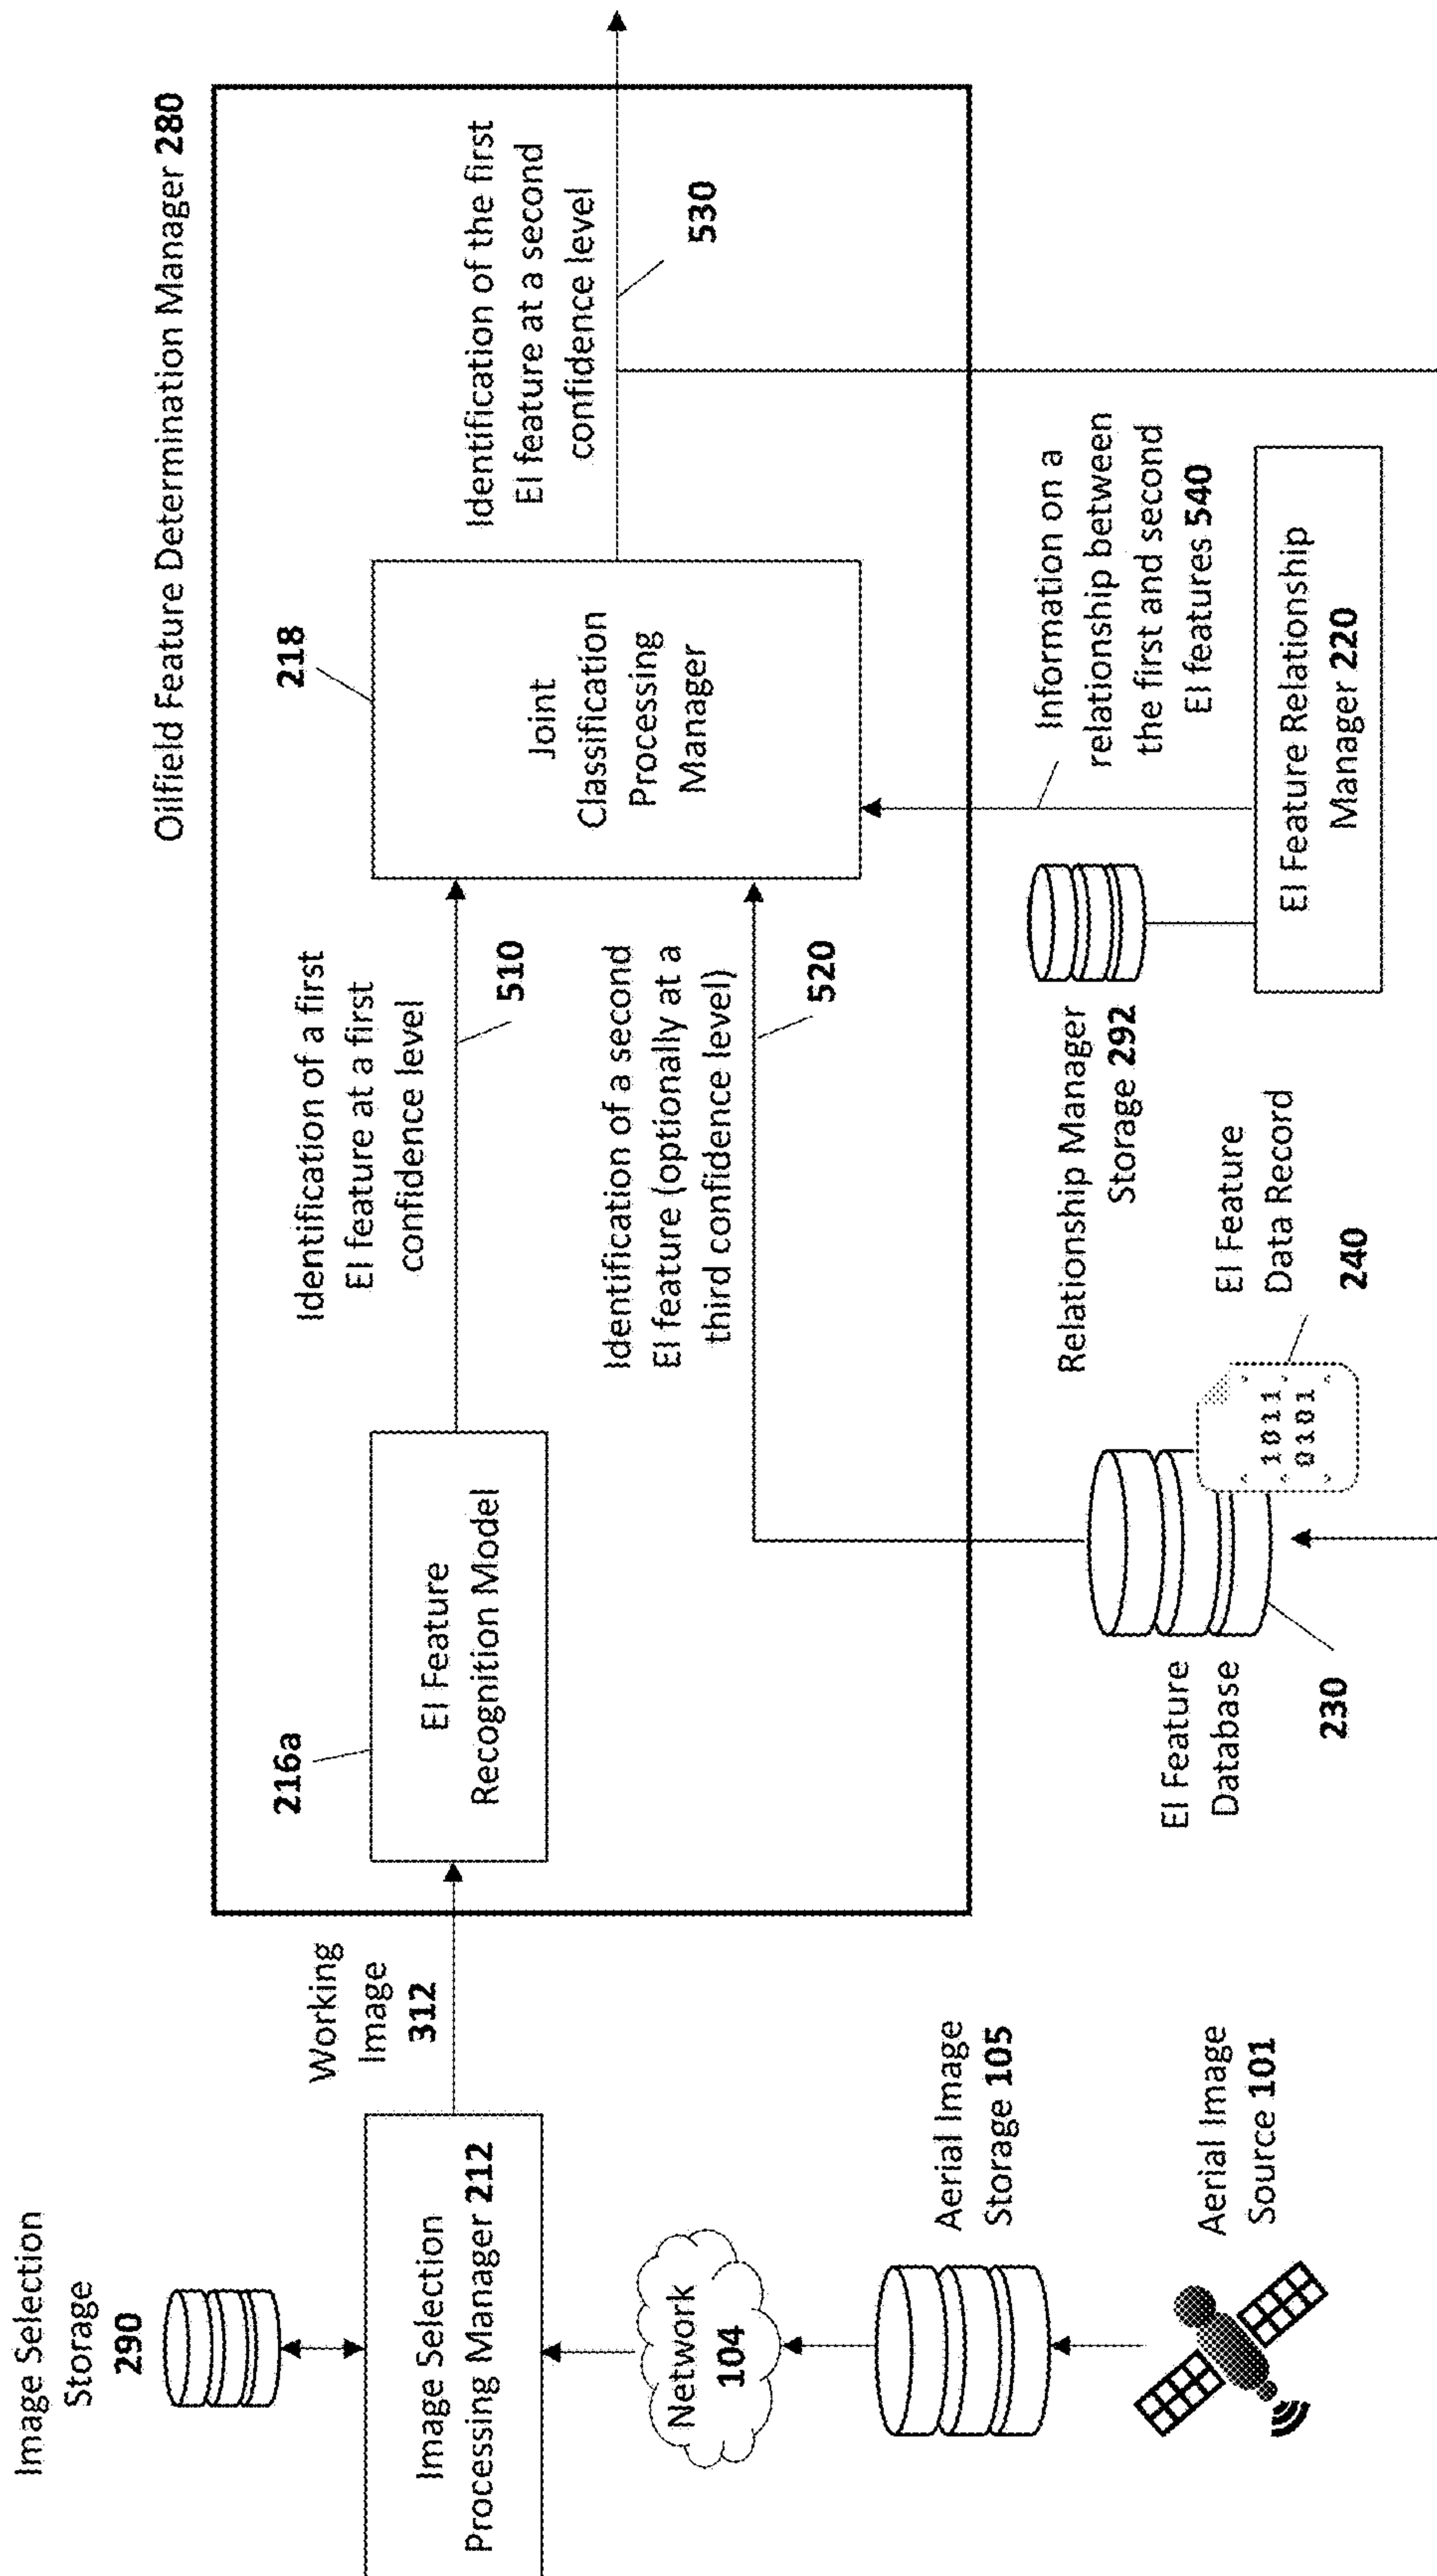 Oilfield Feature Determination Manager 280
Image Selection
Storage
290
Image Selection
Processing Manager 212
Working
Image
312
216a
EI Feature
Recognition Model
Identification of a first
EI feature at a first
confidence level
510
Identification of a second
EI feature (optionally at a
third confidence level)
520
218
Joint
Classification
Processing
Manager
Identification of the first
EI feature at a second
confidence level
530
Network
104
Aerial Image
Storage 105
Aerial Image
Source 101
EI Feature
Database
230
1011
0101
EI Feature
Data Record
240
Relationship Manager
Storage 292
Information on a
relationship between
the first and second
EI features 540
EI Feature Relationship
Manager 220